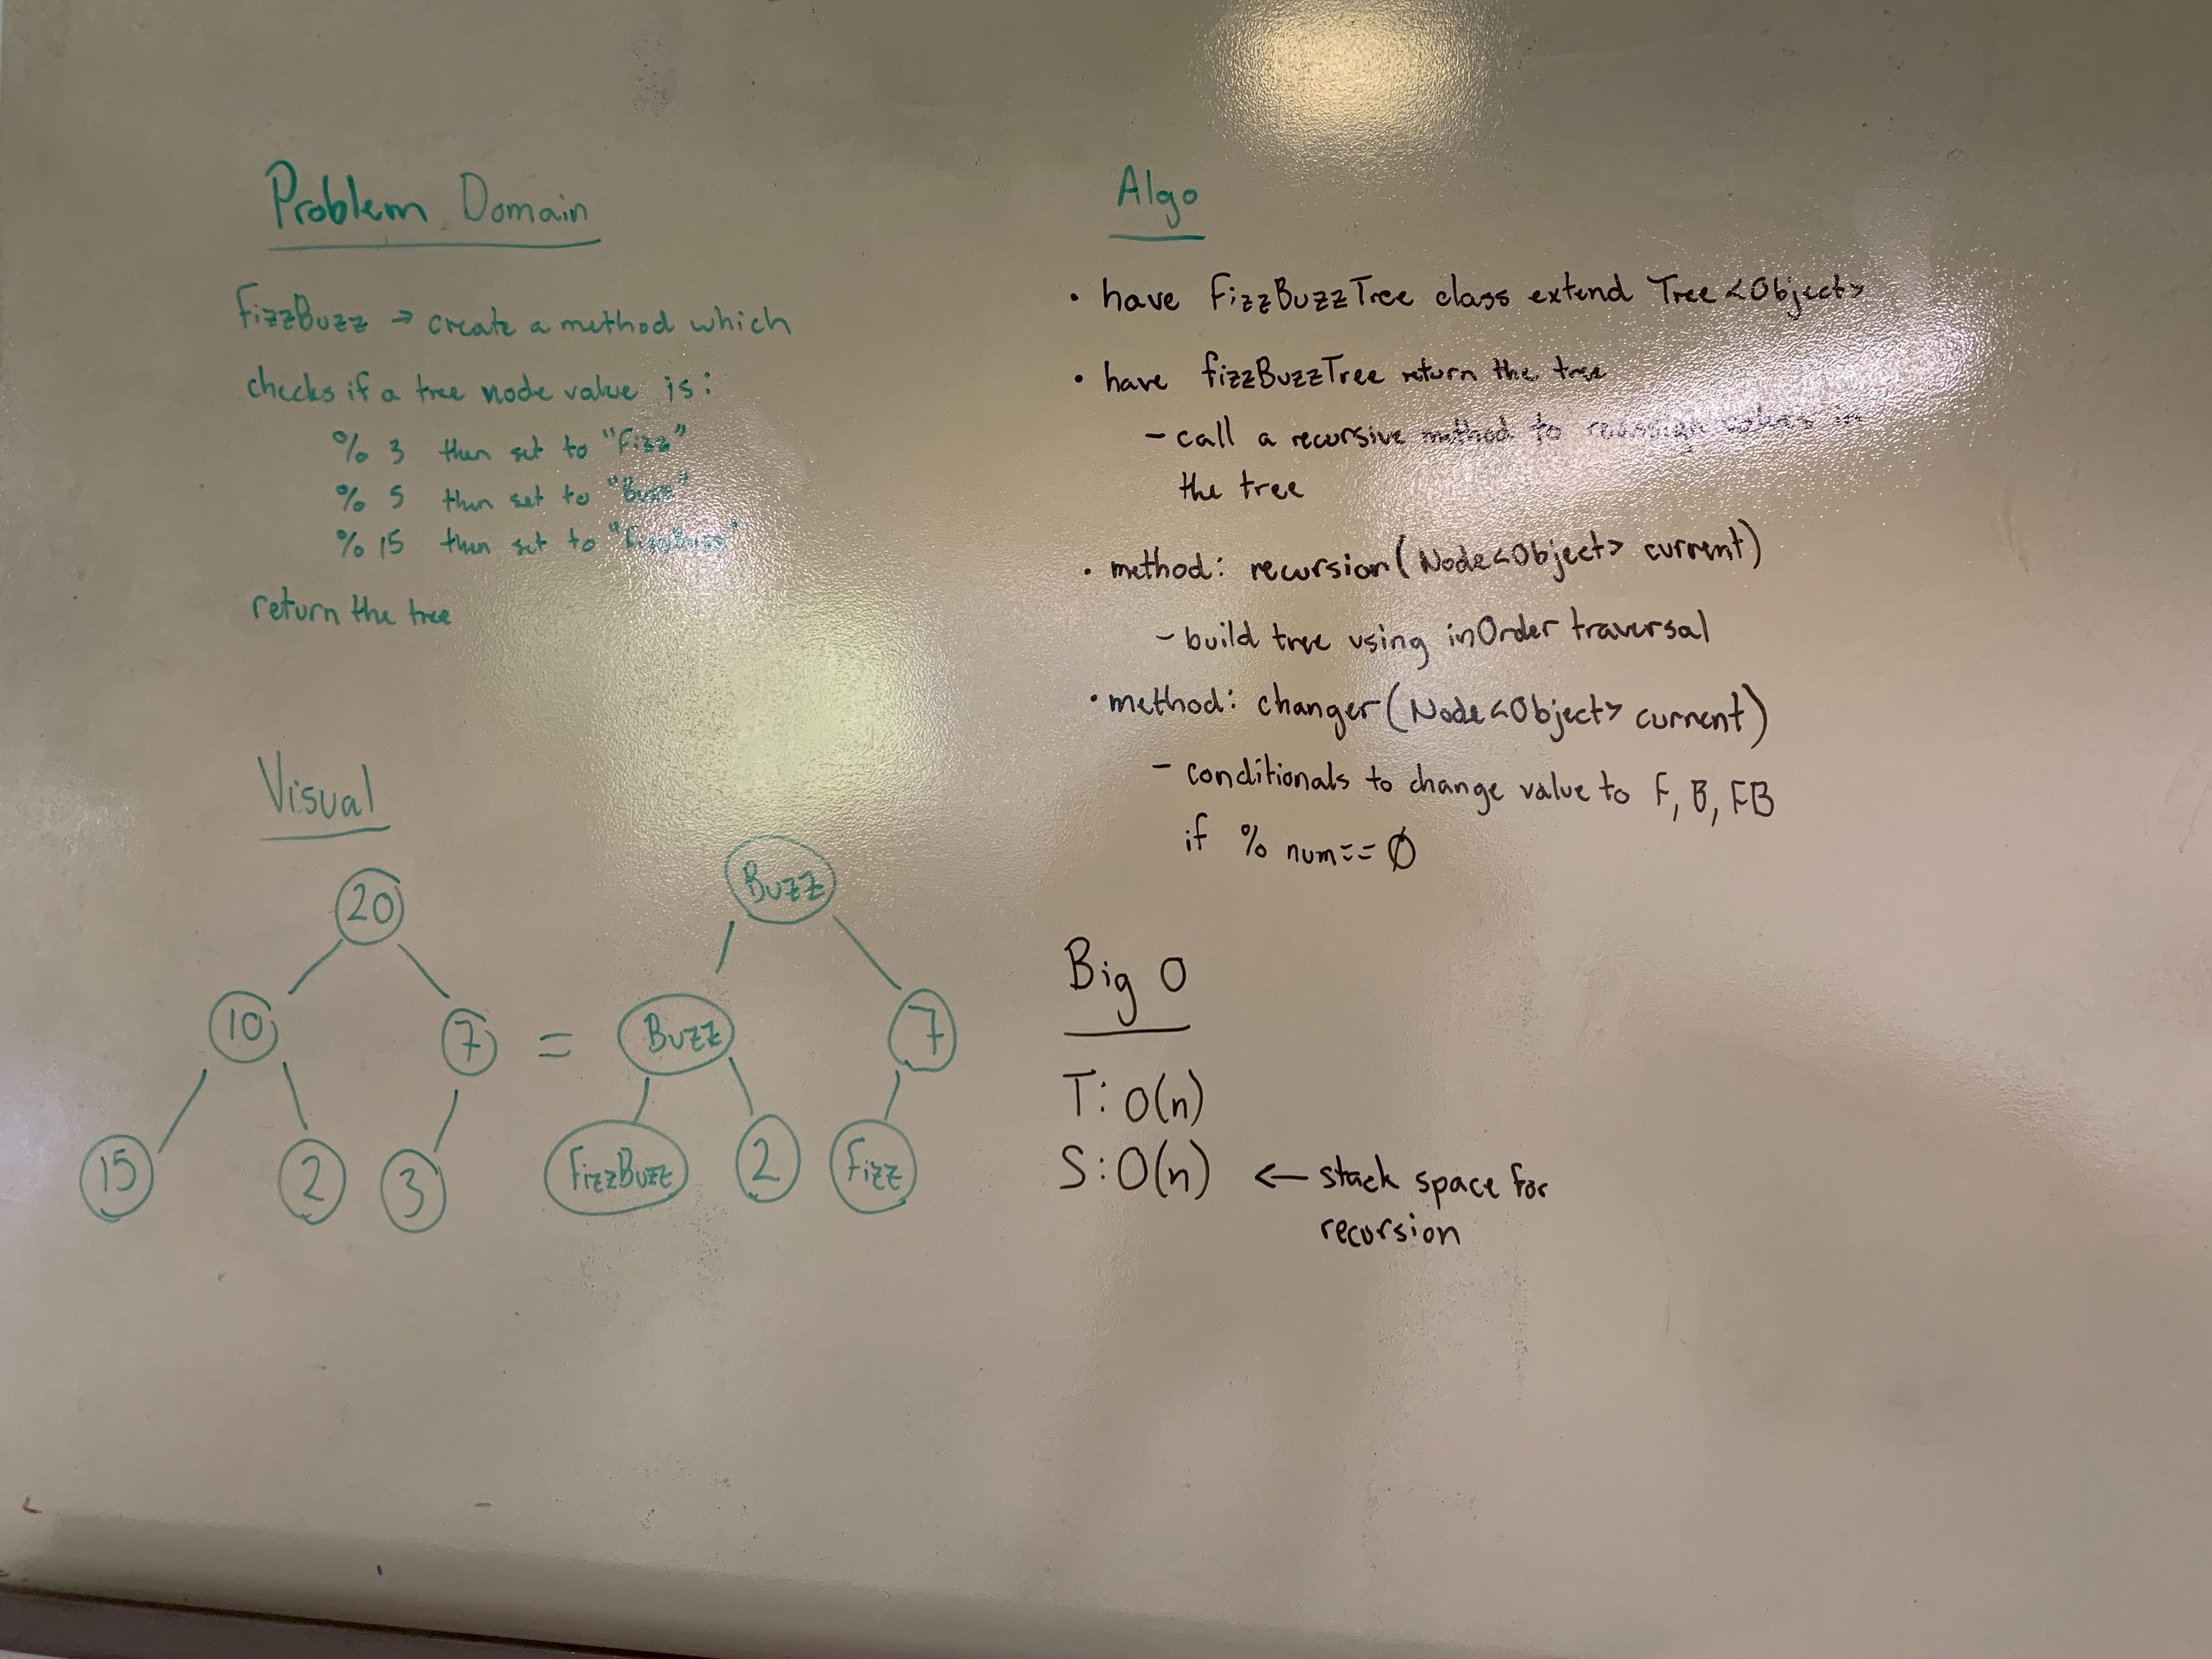 Problem Domain
FizzBuzz → create a method which
checks if a tree node value is:
% 3 then set to "Fizz"
% 5 then set to "Buzz"
% 15 then set to "FizzBuzz"
return the tree
Visual
20
10
7
15
2
3
=
Buzz
Buzz
7
FizzBuzz
2
Fizz
Algo
• have FizzBuzzTree class extend Tree<Object>
• have fizzBuzzTree return the tree
- call a recursive method to reassign values in
the tree
• method: recursion(Node<Object> current)
- build tree using inOrder traversal
• method: changer(Node<Object> current)
- conditionals to change value to F, B, FB
if % num == Ø
Big O
T: O(n)
S: O(n) ← stack space for
recursion